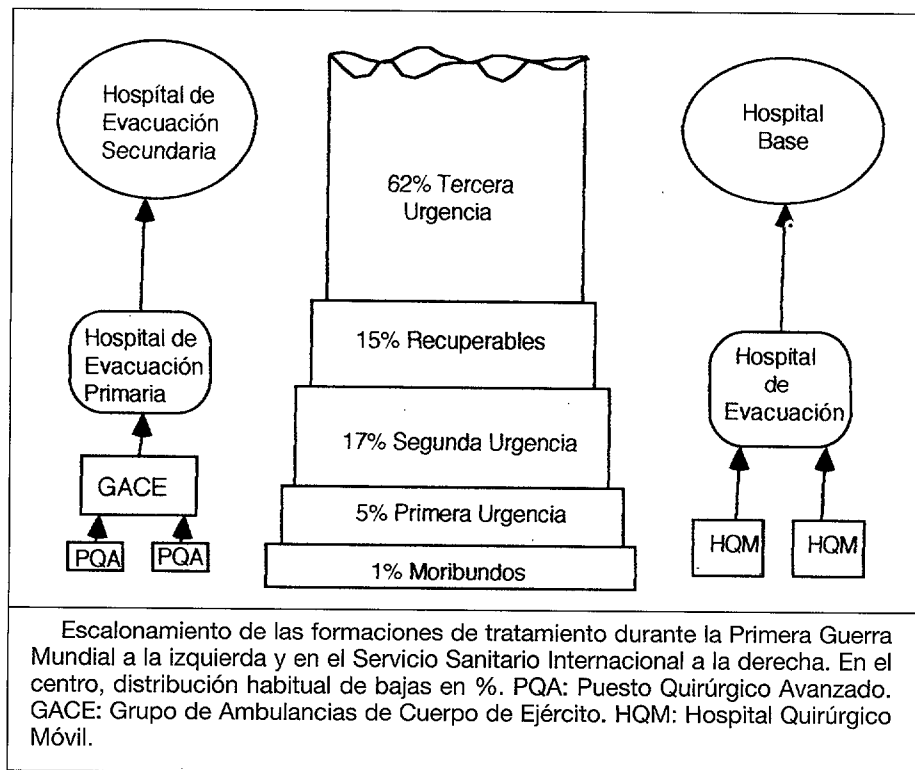 Hospítal de
Evacuación
Secundaria
Hospital de
Evacuación
Primaria
GACE
PQA
PQA
62% Tercera
Urgencia
15% Recuperables
17% Segunda Urgencia
5% Primera Urgencia
1% Moribundos
Hospital
Base
Hospital
de
Evacuación
HQM
HQM
Escalonamiento de las formaciones de tratamiento durante la Primera Guerra
Mundial a la izquierda y en el Servicio Sanitario Internacional a la derecha. En el
centro, distribución habitual de bajas en %. PQA: Puesto Quirúrgico Avanzado.
GACE: Grupo de Ambulancias de Cuerpo de Ejército. HQM: Hospital Quirúrgico
Móvil.